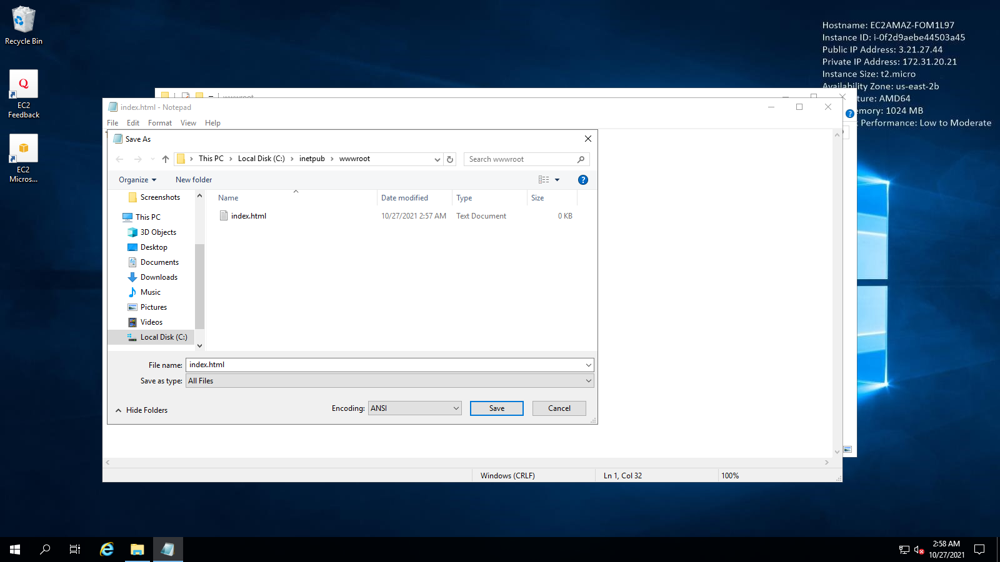 Recycle Bin
EC2
Feedback
EC2
Micros...
Hostname: EC2AMAZ-FOM1L97
Instance ID: i-0f2d9aebe44503a45
Public IP Address: 3.21.27.44
Private IP Address: 172.31.20.21
Instance Size: t2.micro
Availability Zone: us-east-2b
ture: AMD64
emory: 1024 MB
Performance: Low to Moderate
wwwroot
index.html - Notepad
File Edit Format View Help
Save As
This PC Local Disk (C:) inetpub wwwroot
Search wwwroot
Organize New folder
Name Date modified Type Size
index.html 10/27/2021 2:57 AM Text Document 0 KB
Screenshots
This PC
3D Objects
Desktop
Documents
Downloads
Music
Pictures
Videos
Local Disk (C:)
File name: index.html
Save as type: All Files
Hide Folders
Encoding: ANSI Save Cancel
Windows (CRLF) Ln 1, Col 32 100%
2:58 AM
10/27/2021